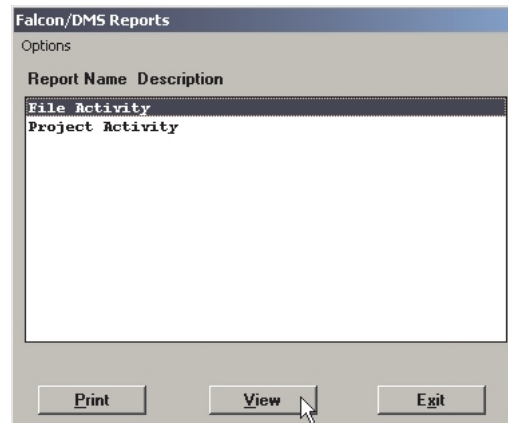 Falcon/DMS Reports
Options
Report Name Description
File Activity
Project Activity
Print View Exit